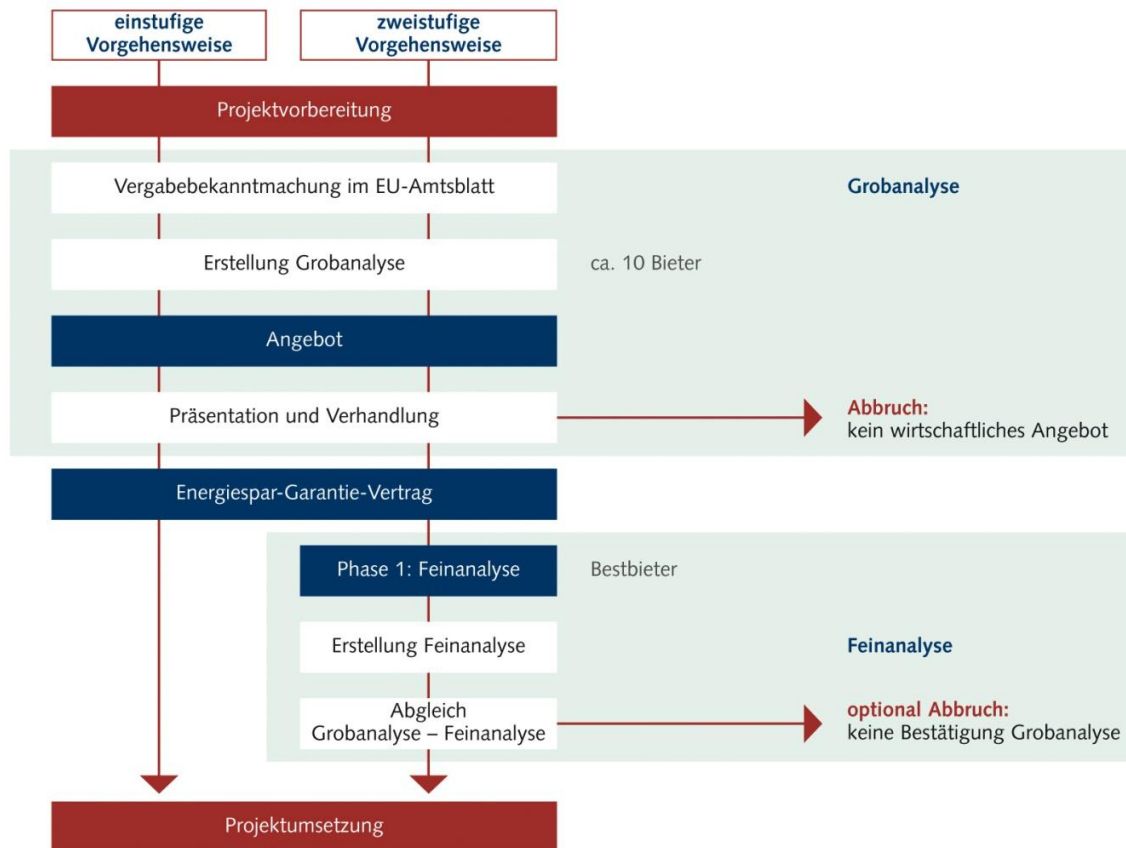 einstufige
Vorgehensweise
zweistufige
Vorgehensweise
Projektvorbereitung
Vergabebekanntmachung im EU-Amtsblatt
Grobanalyse
Erstellung Grobanalyse
ca. 10 Bieter
Angebot
Präsentation und Verhandlung
Abbruch:
kein wirtschaftliches Angebot
Energiespar-Garantie-Vertrag
Phase 1: Feinanalyse
Bestbieter
Erstellung Feinanalyse
Feinanalyse
Abgleich
Grobanalyse – Feinanalyse
optional Abbruch:
keine Bestätigung Grobanalyse
Projektumsetzung